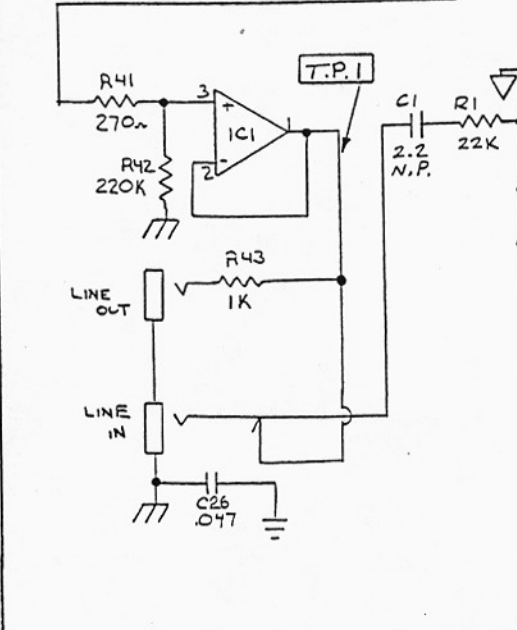 T.P.1
R41
270Ω
3
+
IC1
1
-
2
R42
220K
C1
2.2
N.P.
R1
22K
R43
1K
LINE
OUT
LINE
IN
C26
.047